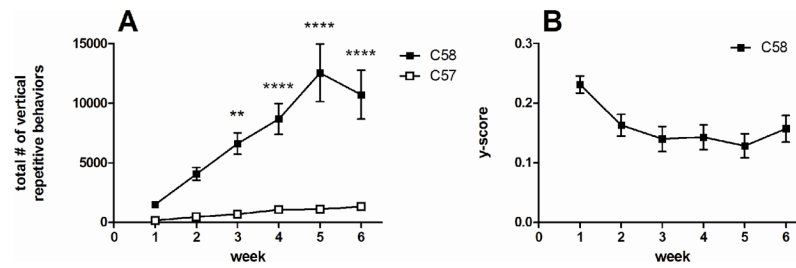 A
total # of vertical
repetitive behaviors
15000
10000
5000
0
** **** **** ****
C58
C57
0 1 2 3 4 5 6
week
B
y-score
0.3
0.2
0.1
0.0
C58
0 1 2 3 4 5 6
week